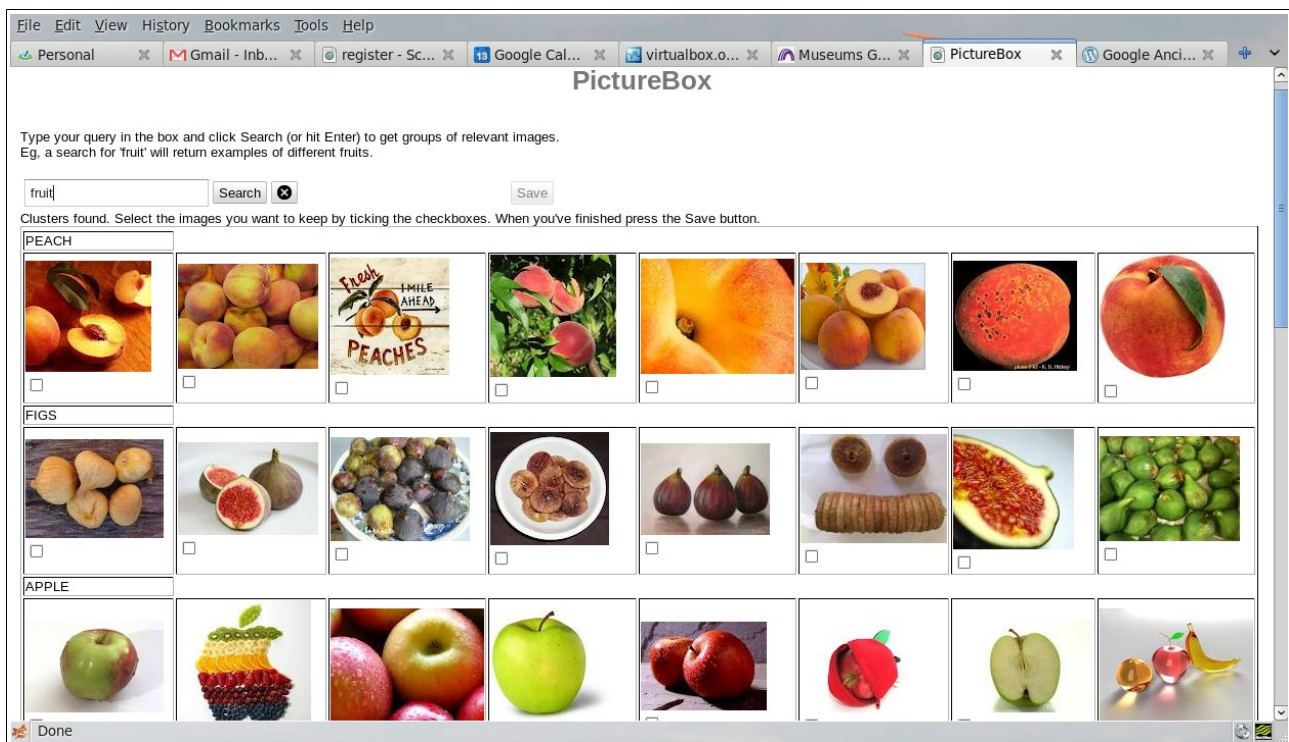 File Edit View History Bookmarks Tools Help
Personal Gmail - Inb... register - Sc... Google Cal... virtualbox.o... Museums G... PictureBox Google Anci...
PictureBox
Type your query in the box and click Search (or hit Enter) to get groups of relevant images.
Eg, a search for 'fruit' will return examples of different fruits.
fruit Search Save
Clusters found. Select the images you want to keep by ticking the checkboxes. When you've finished press the Save button.
PEACH
Fresh
1 MILE
AHEAD
PEACHES
FIGS
APPLE
Done